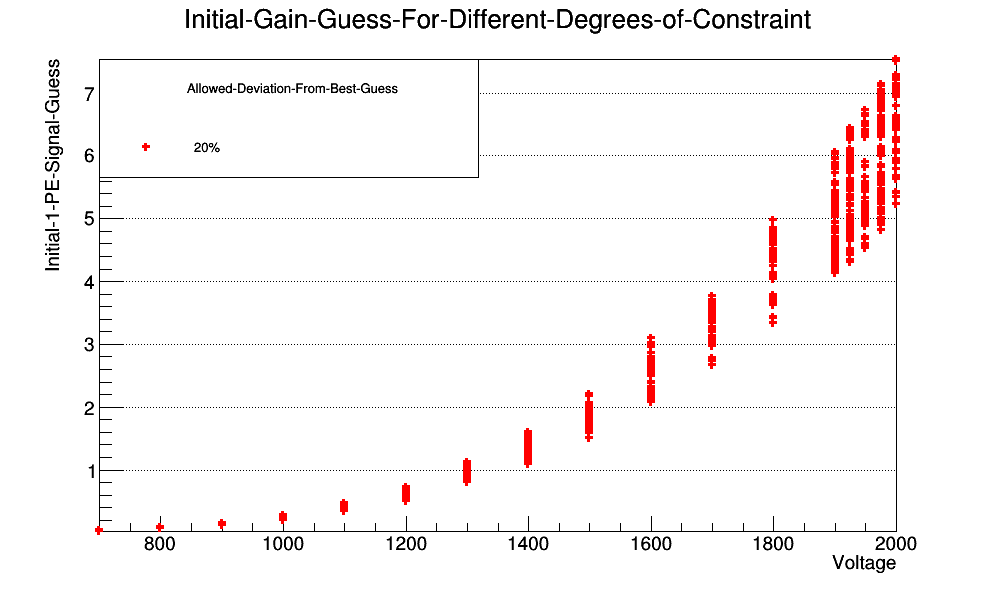 Initial-Gain-Guess-For-Different-Degrees-of-Constraint
Initial-1-PE-Signal-Guess
Allowed-Deviation-From-Best-Guess
20%
7
6
5
4
3
2
1
800 1000 1200 1400 1600 1800 2000
Voltage